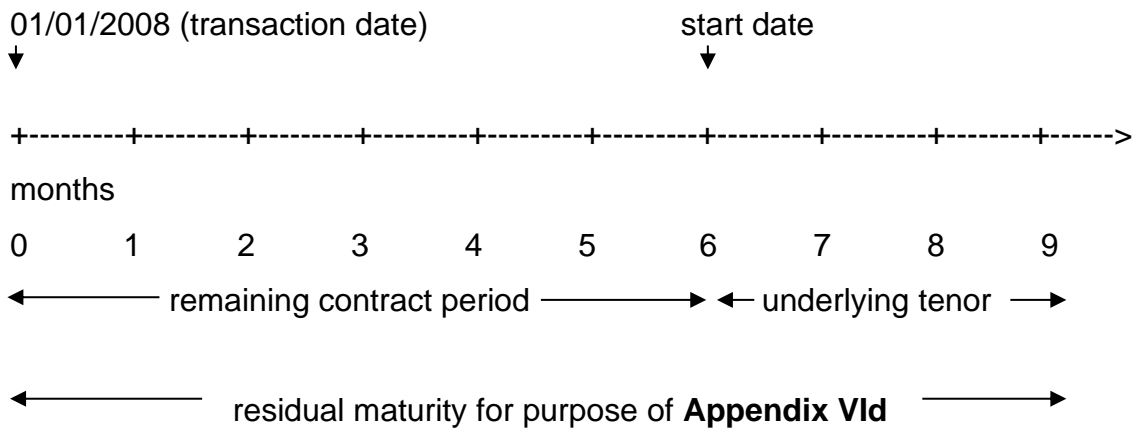 01/01/2008 (transaction date) start date
+---------+---------+---------+---------+---------+---------+---------+---------+---------+------>
months
0 1 2 3 4 5 6 7 8 9
remaining contract period underlying tenor
residual maturity for purpose of Appendix VId